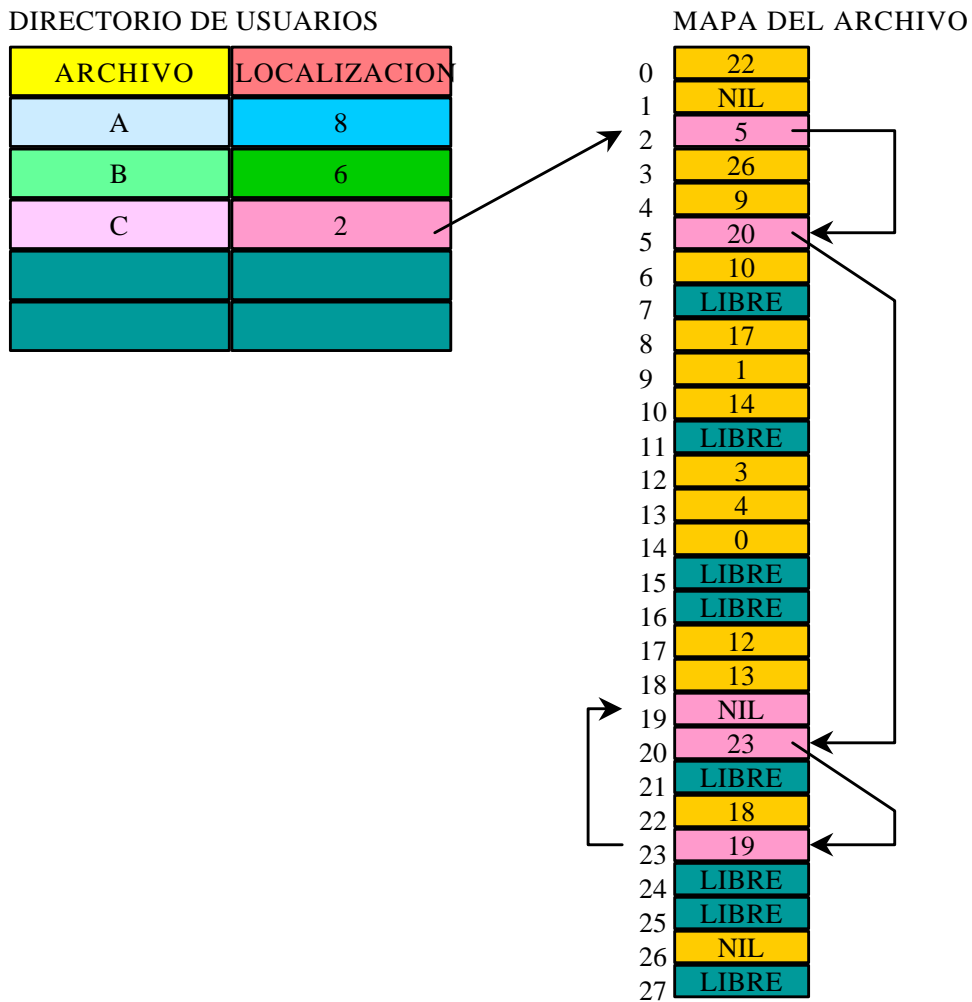 DIRECTORIO DE USUARIOS
ARCHIVO LOCALIZACION
A 8
B 6
C 2
MAPA DEL ARCHIVO
0 22
1 NIL
2 5
3 26
4 9
5 20
6 10
7 LIBRE
8 17
9 1
10 14
11 LIBRE
12 3
13 4
14 0
15 LIBRE
16 LIBRE
17 12
18 13
19 NIL
20 23
21 LIBRE
22 18
23 19
24 LIBRE
25 LIBRE
26 NIL
27 LIBRE